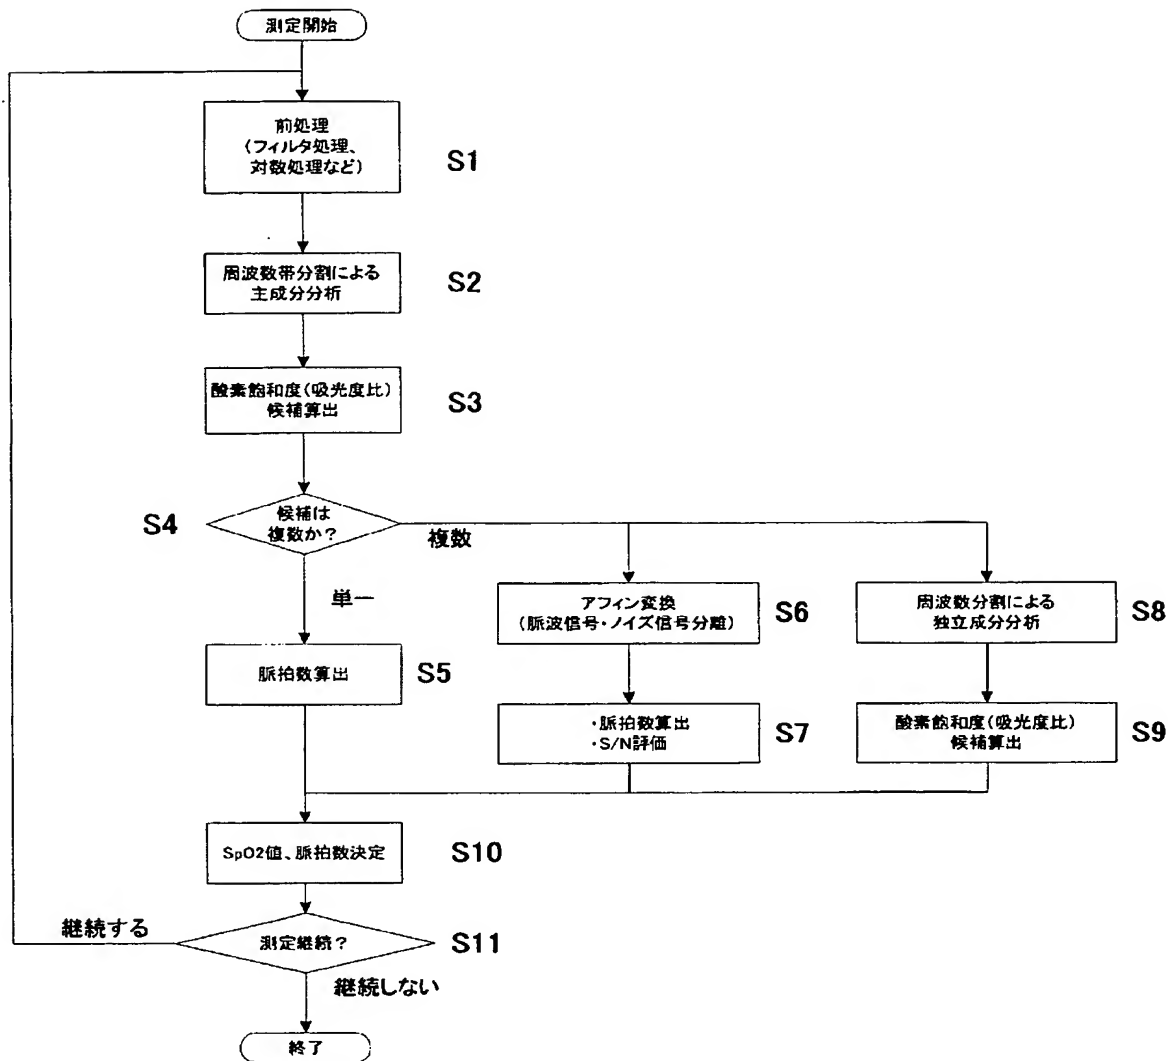 測定開始
前処理
(フィルタ処理、
対数処理など)
S1
周波数帯分割による
主成分分析
S2
酸素飽和度(吸光度比)
候補算出
S3
S4
候補は
複数か?
複数
単一
脈拍数算出
S5
アフィン変換
(脈波信号・ノイズ信号分離)
S6
・脈拍数算出
・S/N評価
S7
周波数分割による
独立成分分析
S8
酸素飽和度(吸光度比)
候補算出
S9
SpO2値、脈拍数決定
S10
継続する
測定継続?
S11
継続しない
終了